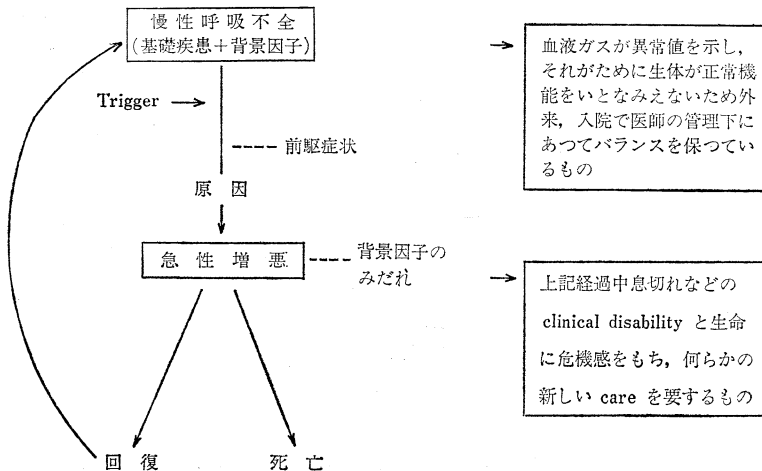 慢性呼吸不全
(基礎疾患+背景因子)
Trigger
前駆症状
原因
急性増悪
背景因子の
みだれ
回復
死亡
血液ガスが異常値を示し,
それがために生体が正常機
能をいとなみえないため外
来,入院で医師の管理下に
あつてバランスを保つてい
るもの
上記経過中息切れなどの
clinical disability と生命
に危機感をもち,何らかの
新しい care を要するもの